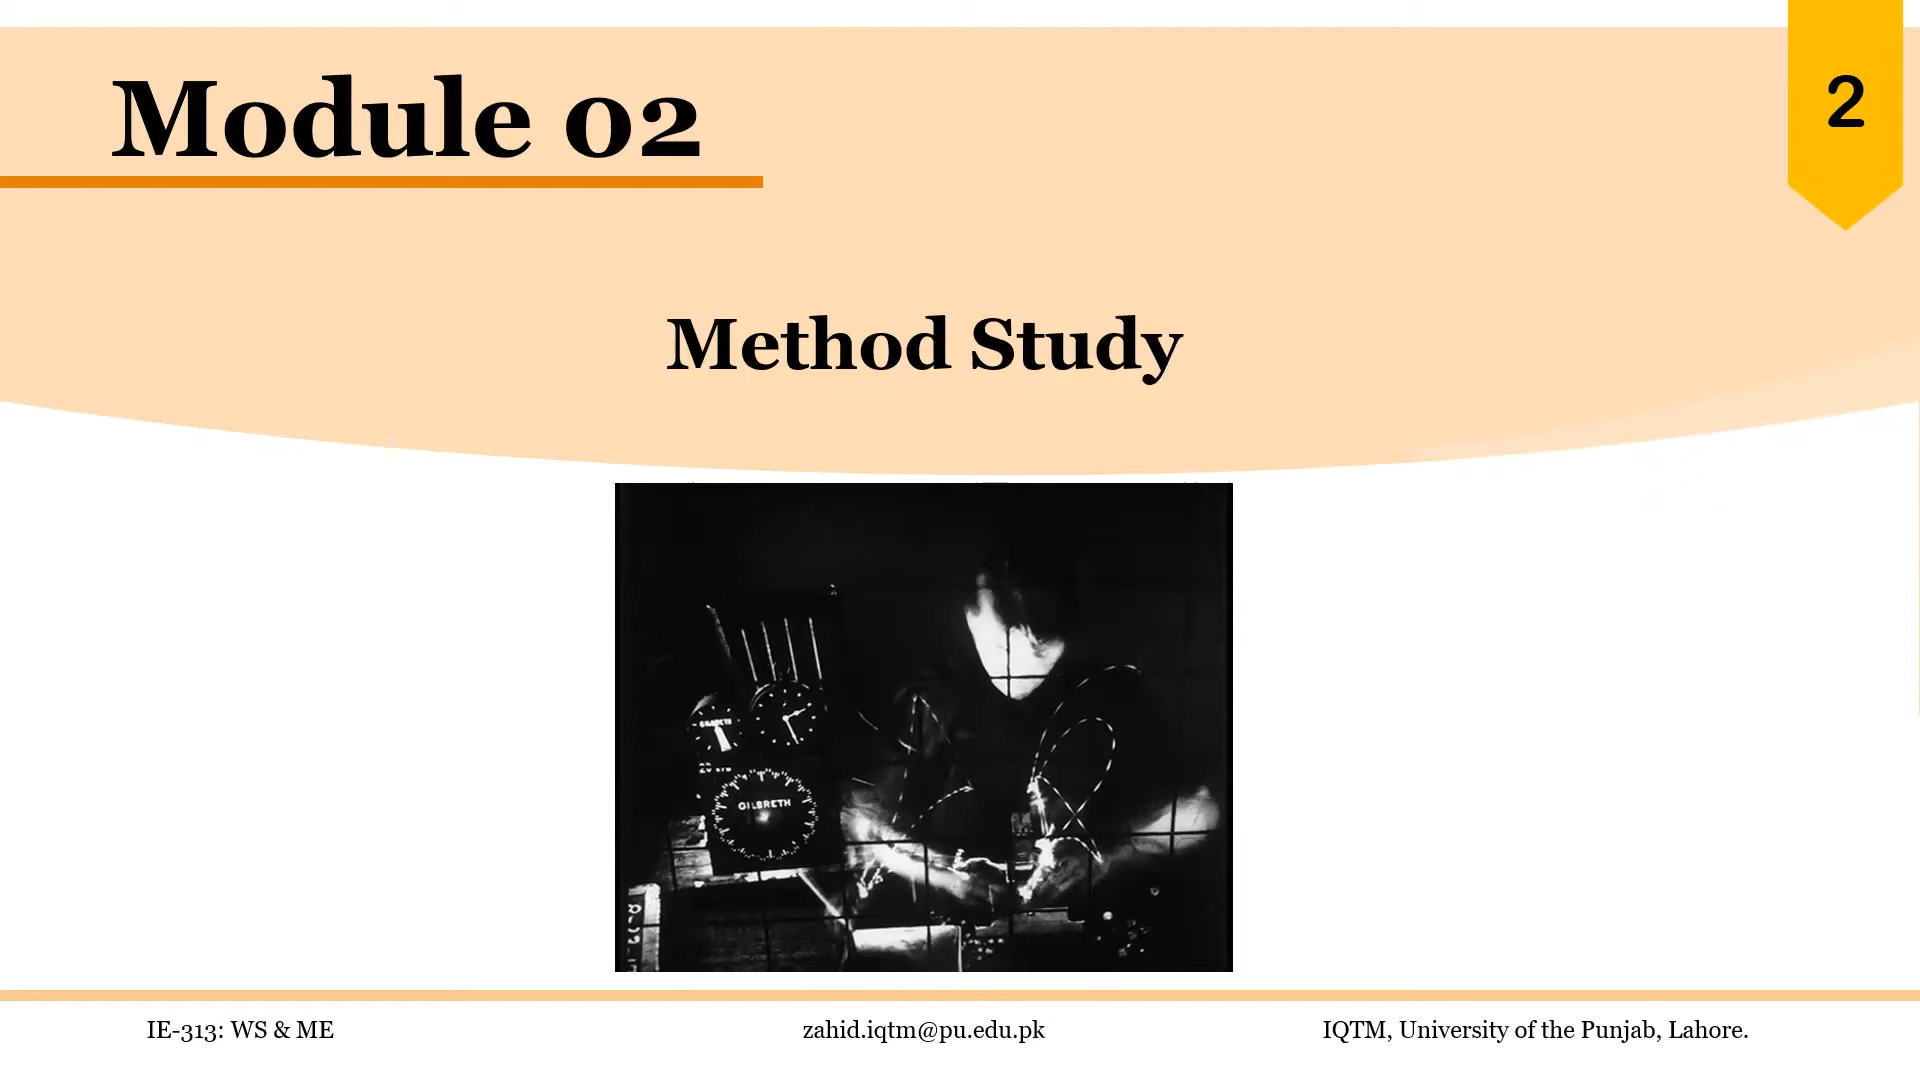 Module 02
2
Method Study
GILBRETH
GILBRETH
IE-313: WS & ME
zahid.iqtm@pu.edu.pk
IQTM, University of the Punjab, Lahore.